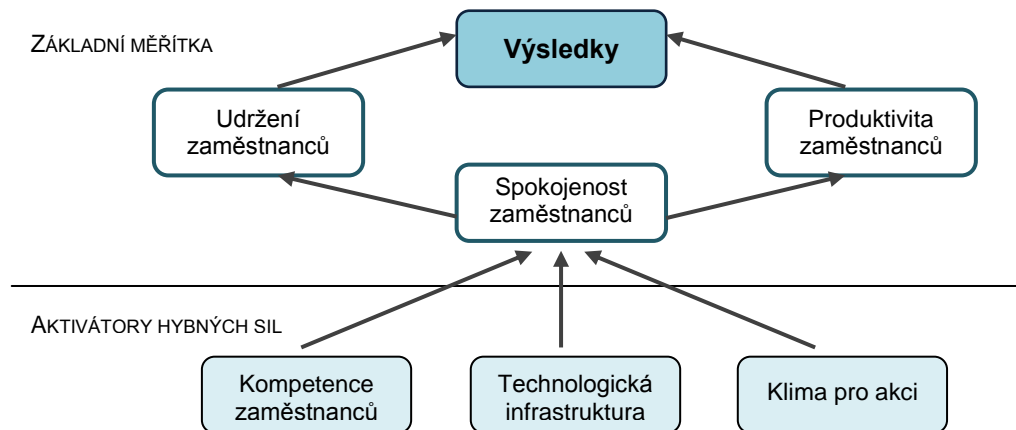 ZÁKLADNÍ MĚŘÍTKA
Výsledky
Udržení
zaměstnanců
Produktivita
zaměstnanců
Spokojenost
zaměstnanců
AKTIVÁTORY HYBNÝCH SIL
Kompetence
zaměstnanců
Technologická
infrastruktura
Klima pro akci